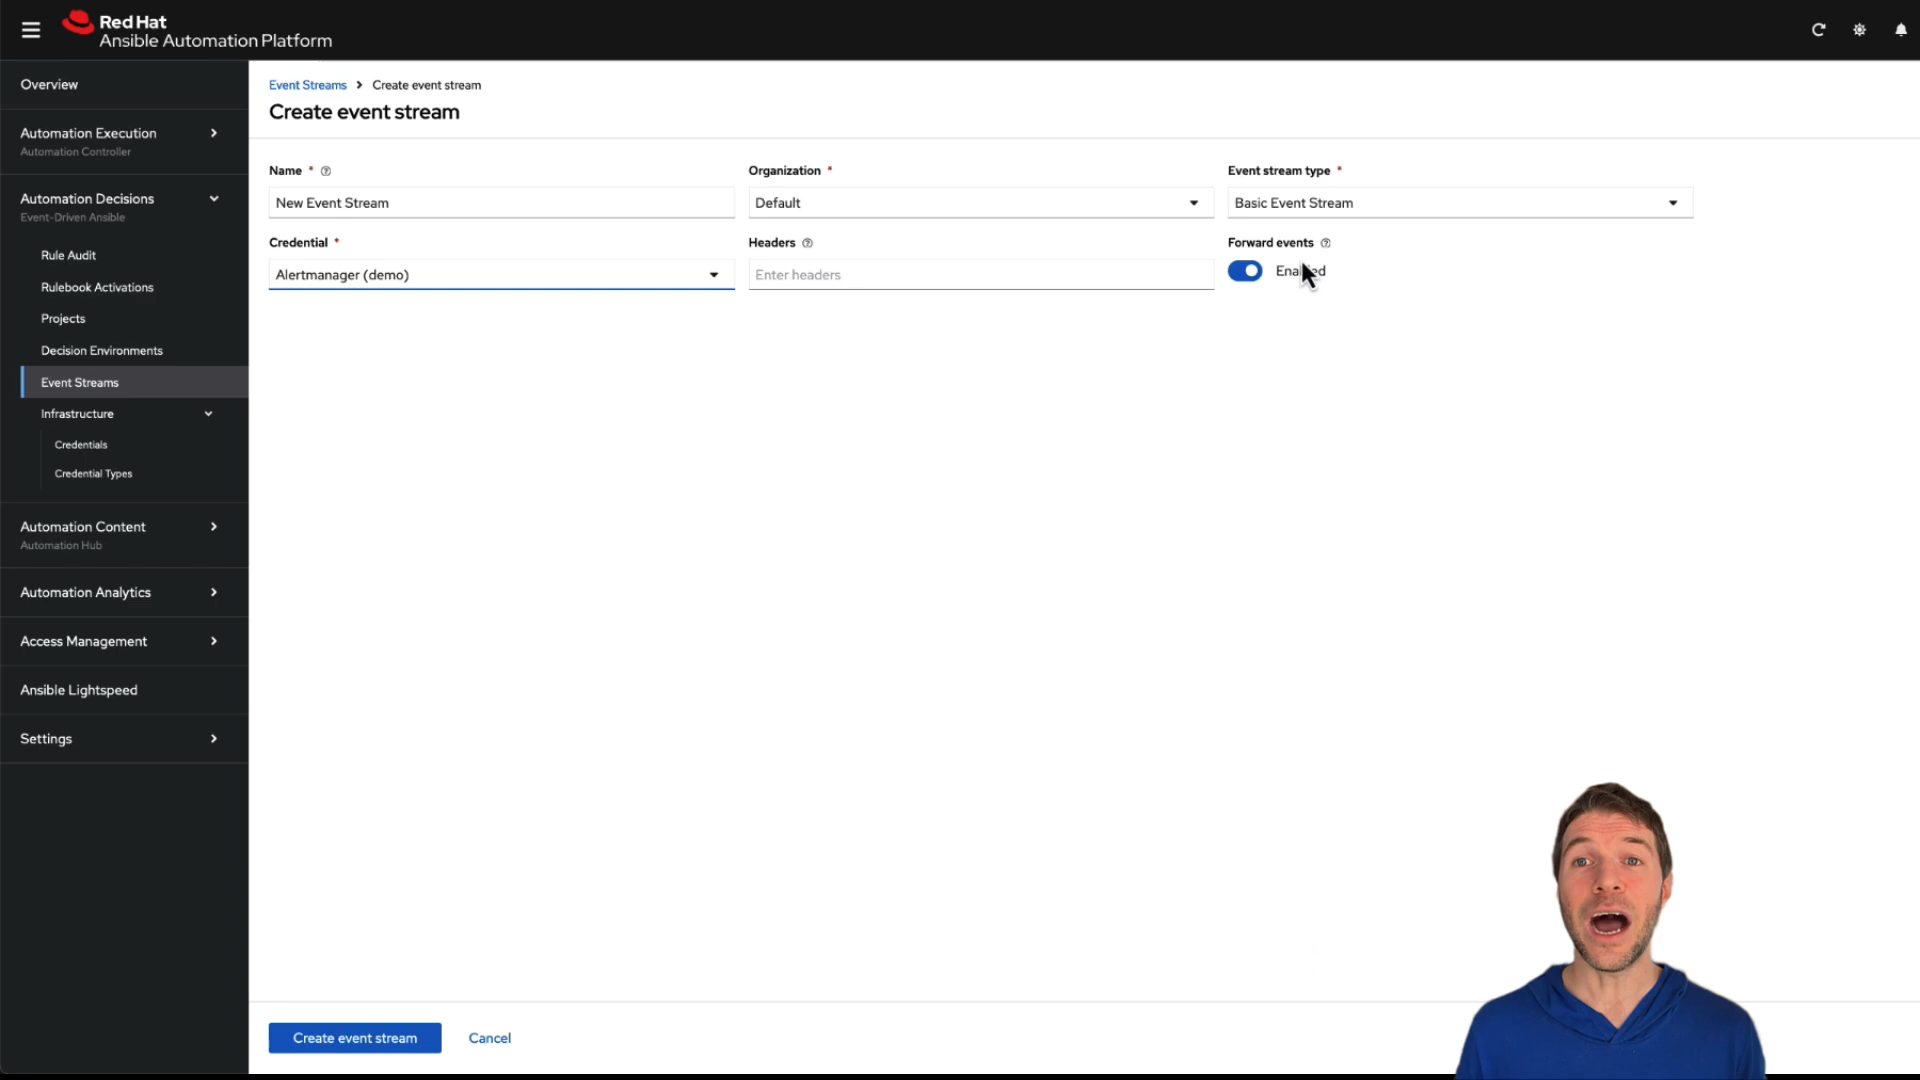 Red Hat
Ansible Automation Platform
Overview
Automation Execution
Automation Controller
Automation Decisions
Event-Driven Ansible
Rule Audit
Rulebook Activations
Projects
Decision Environments
Event Streams
Infrastructure
Credentials
Credential Types
Automation Content
Automation Hub
Automation Analytics
Access Management
Ansible Lightspeed
Settings
Event Streams > Create event stream
Create event stream
Name *
New Event Stream
Organization *
Default
Event stream type *
Basic Event Stream
Credential *
Alertmanager (demo)
Headers
Enter headers
Forward events
Enabled
Create event stream
Cancel